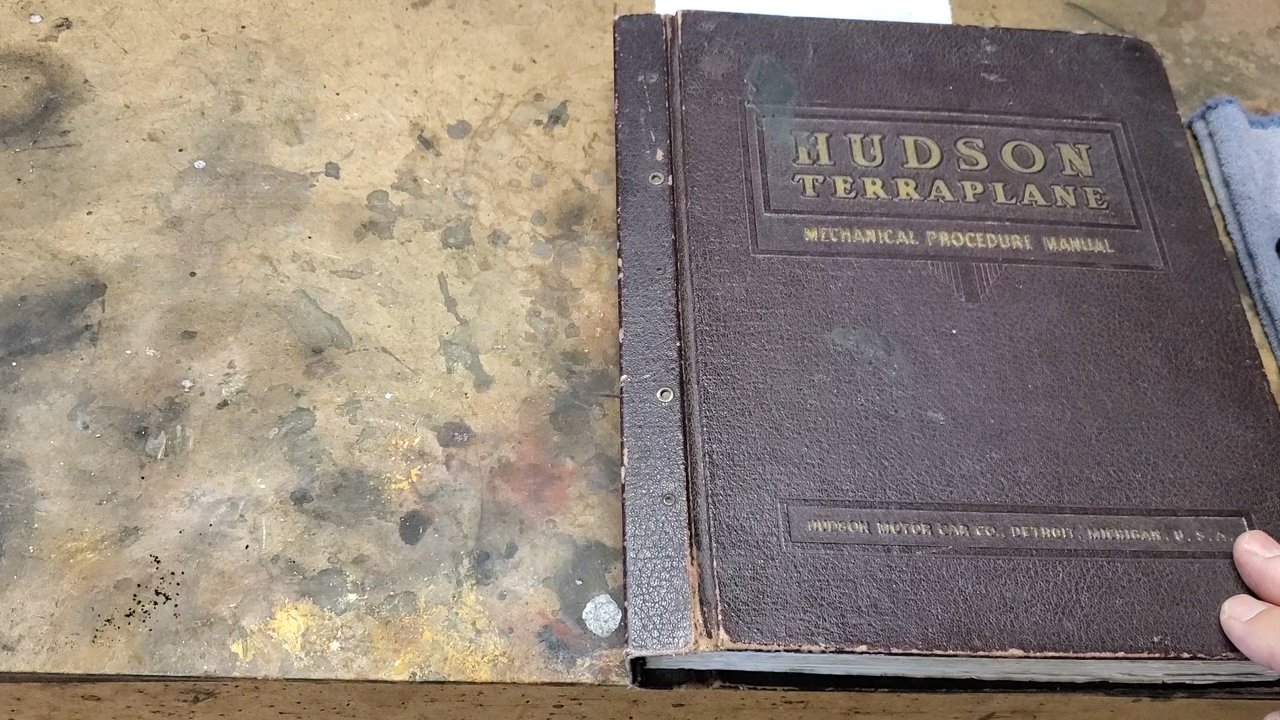 HUDSON
TERRAPLANE
MECHANICAL PROCEDURE MANUAL
HUDSON MOTOR CAR CO., DETROIT, MICHIGAN, U. S. A.